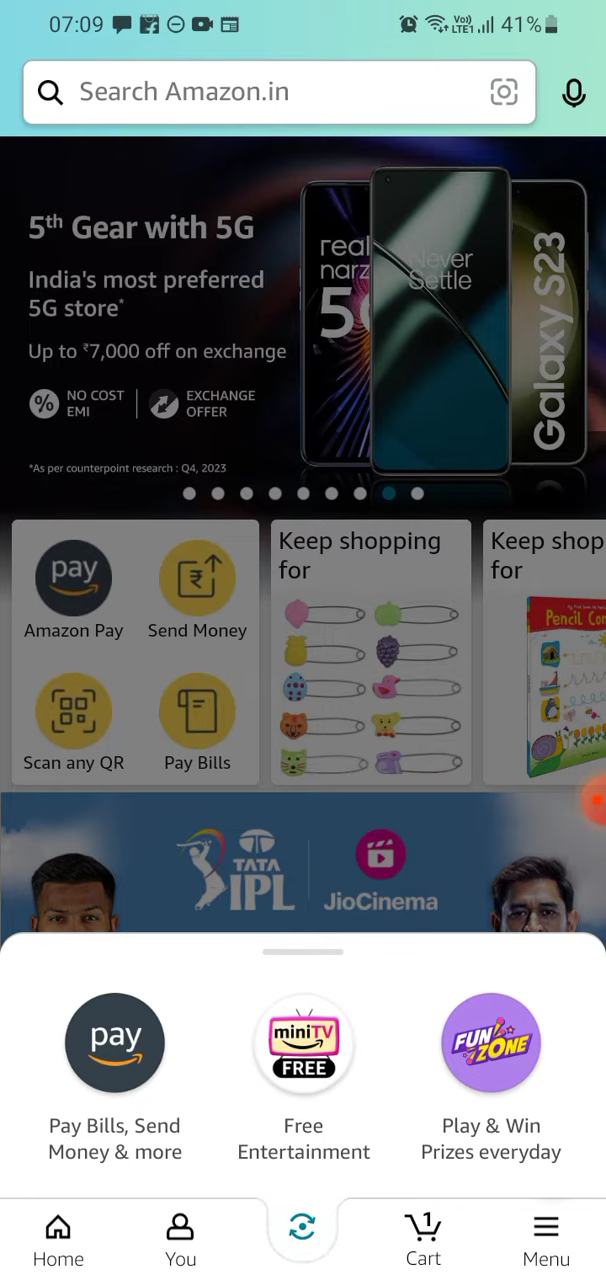 07:09
Vo))
LTE1
41%
Search Amazon.in
5th Gear with 5G
India's most preferred
5G store*
Up to ₹7,000 off on exchange
NO COST
EMI
EXCHANGE
OFFER
*As per counterpoint research : Q4, 2023
real
narz
5G
Never
Settle
Galaxy S23
pay
Amazon Pay
Send Money
Scan any QR
Pay Bills
Keep shopping
for
Keep shop
for
Pencil Con
TATA
IPL
JioCinema
pay
Pay Bills, Send
Money & more
miniTV
FREE
Free
Entertainment
FUN
ZONE
Play & Win
Prizes everyday
Home
You
1
Cart
Menu